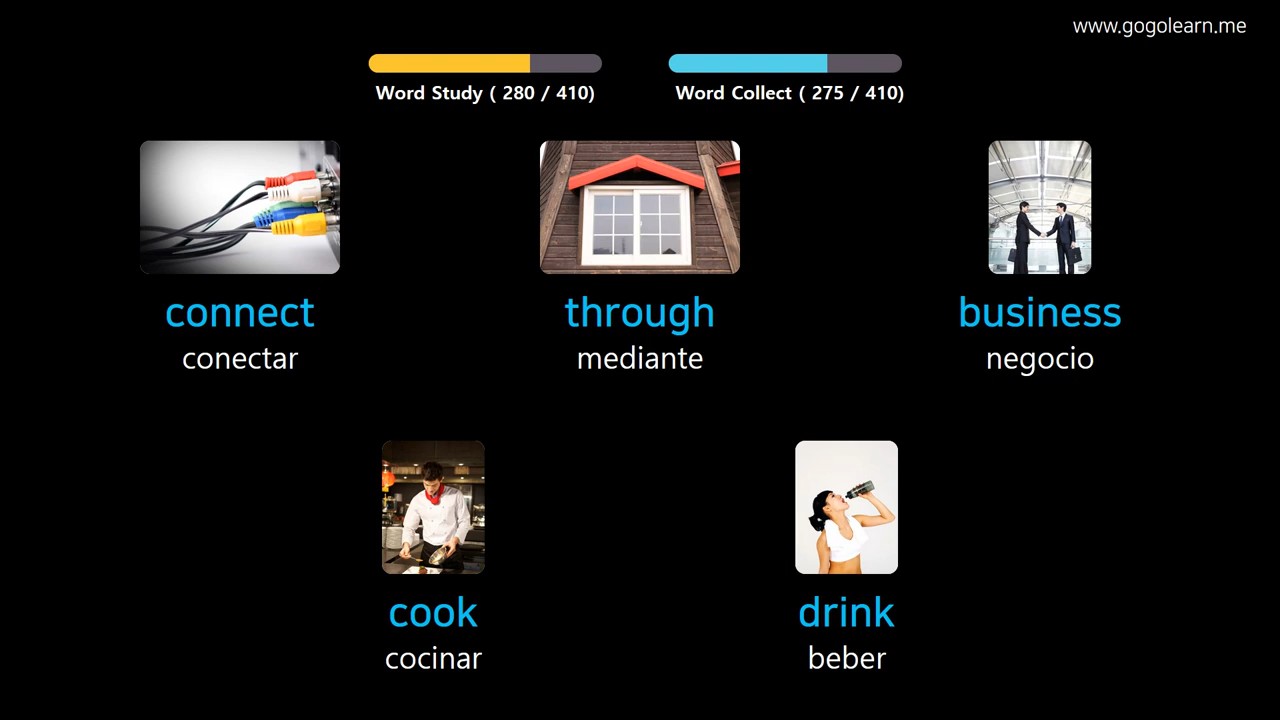 www.gogolearn.me
Word Study ( 280 / 410)
Word Collect ( 275 / 410)
connect
conectar
through
mediante
business
negocio
cook
cocinar
drink
beber